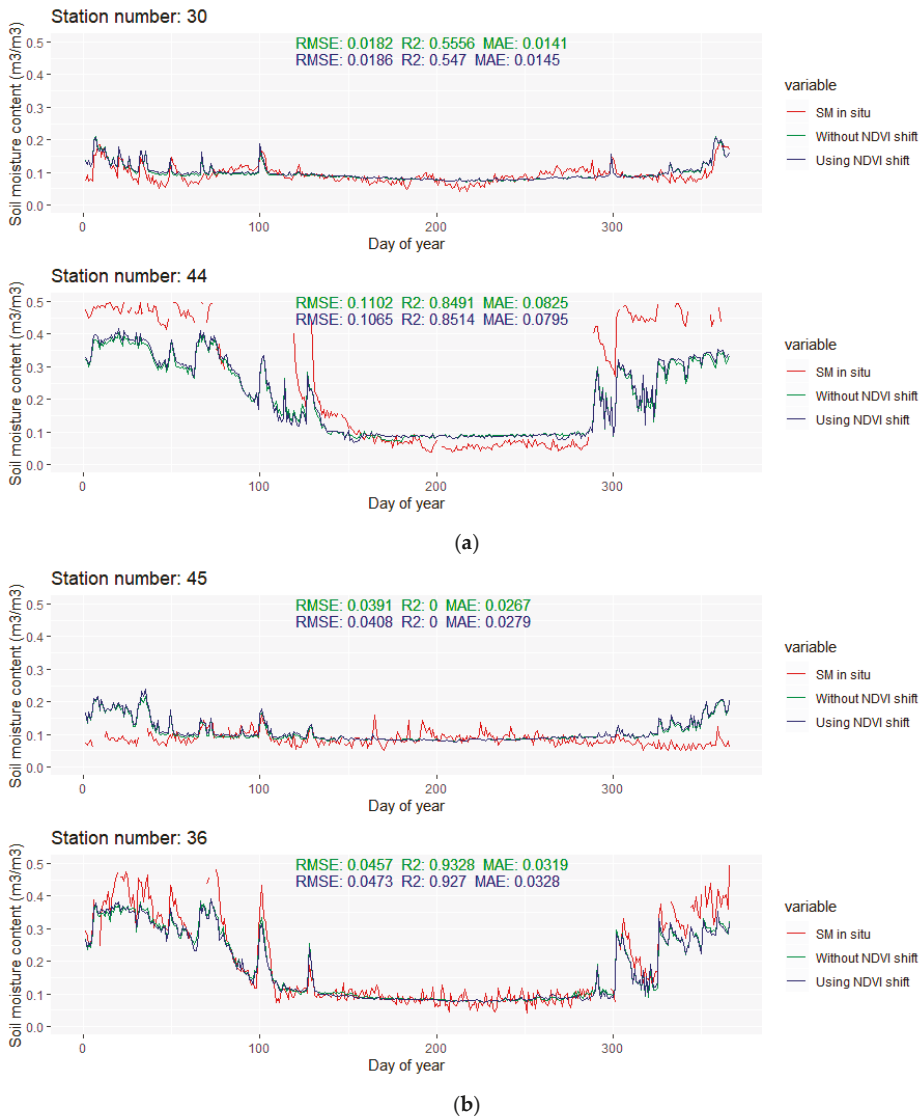 Station number: 30
RMSE: 0.0182 R2: 0.5556 MAE: 0.0141
RMSE: 0.0186 R2: 0.547 MAE: 0.0145
Soil moisture content (m3/m3)
0.5
0.4
0.3
0.2
0.1
0.0
0 100 200 300
Day of year
variable
SM in situ
Without NDVI shift
Using NDVI shift
Station number: 44
RMSE: 0.1102 R2: 0.8491 MAE: 0.0825
RMSE: 0.1065 R2: 0.8514 MAE: 0.0795
Soil moisture content (m3/m3)
0.5
0.4
0.3
0.2
0.1
0.0
0 100 200 300
Day of year
variable
SM in situ
Without NDVI shift
Using NDVI shift
(a)
Station number: 45
RMSE: 0.0391 R2: 0 MAE: 0.0267
RMSE: 0.0408 R2: 0 MAE: 0.0279
Soil moisture content (m3/m3)
0.5
0.4
0.3
0.2
0.1
0.0
0 100 200 300
Day of year
variable
SM in situ
Without NDVI shift
Using NDVI shift
Station number: 36
RMSE: 0.0457 R2: 0.9328 MAE: 0.0319
RMSE: 0.0473 R2: 0.927 MAE: 0.0328
Soil moisture content (m3/m3)
0.5
0.4
0.3
0.2
0.1
0.0
0 100 200 300
Day of year
variable
SM in situ
Without NDVI shift
Using NDVI shift
(b)